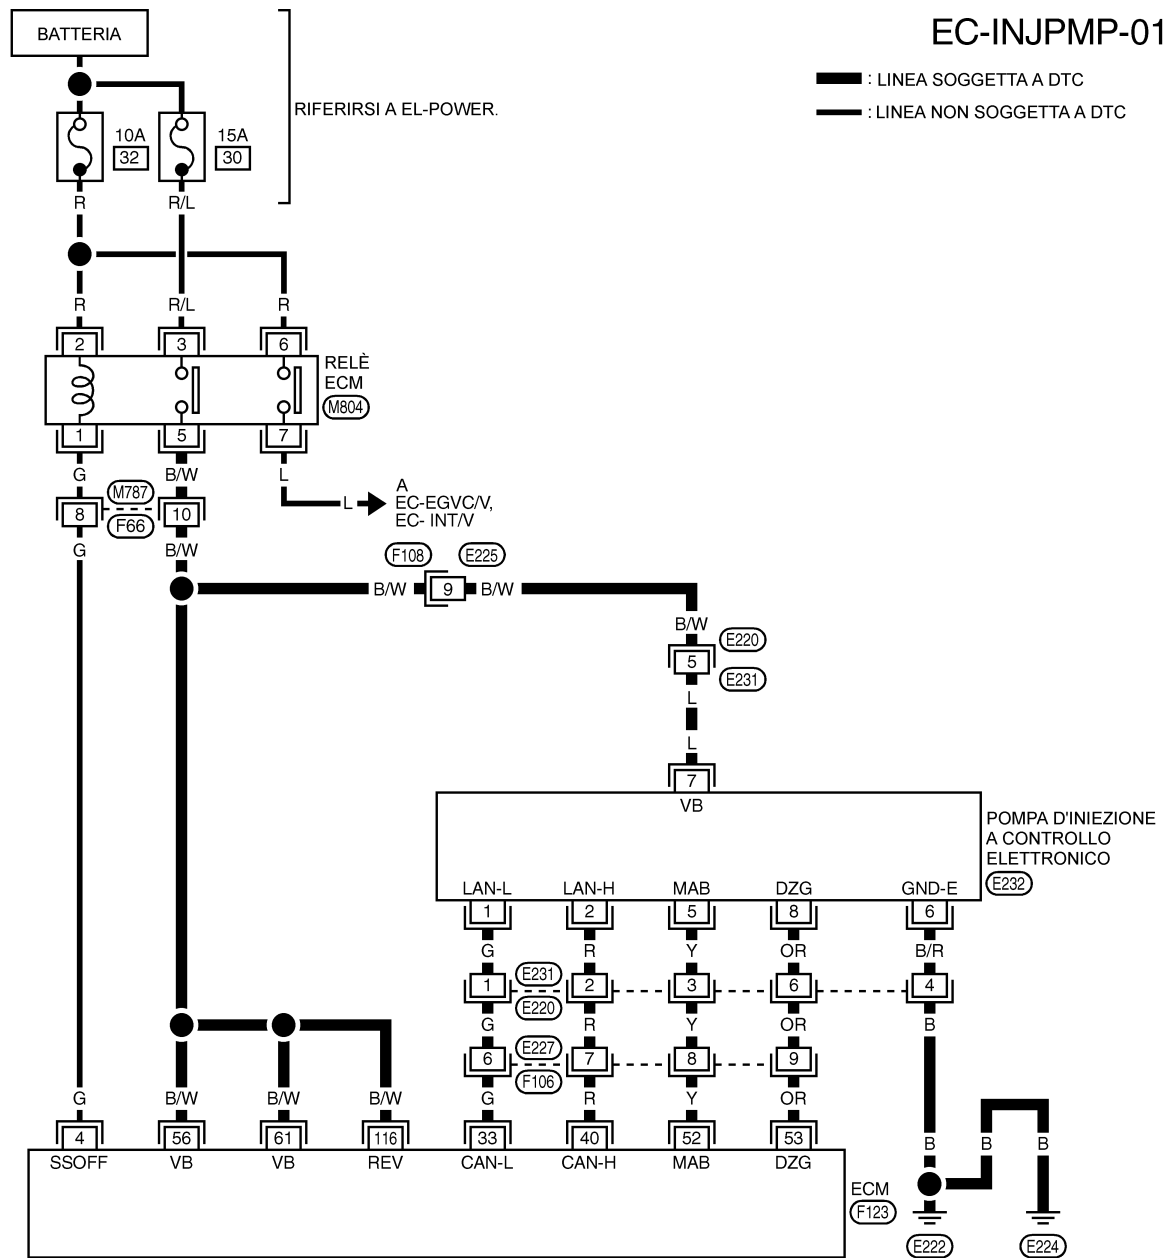 EC-INJPMP-01
BATTERIA
: LINEA SOGGETTA A DTC
: LINEA NON SOGGETTA A DTC
RIFERIRSI A EL-POWER.
10A
32
15A
30
R R/L
R R/L R
2 3 6
RELÈ
ECM
M804
1 5 7
G B/W L
M787
8 10
F66
L
A
EC-EGVC/V,
EC- INT/V
G B/W
F108 E225
B/W 9 B/W
B/W
E220
5
E231
L
L
7
VB
POMPA D'INIEZIONE
A CONTROLLO
ELETTRONICO
E232
LAN-L LAN-H MAB DZG GND-E
1 2 5 8 6
G R Y OR B/R
E231
1 2 3 6 4
E220
G R Y OR B
E227
6 7 8 9
F106
G B/W B/W B/W G R Y OR
4 56 61 116 33 40 52 53
B B B
SSOFF VB VB REV CAN-L CAN-H MAB DZG
ECM
F123
E222 E224